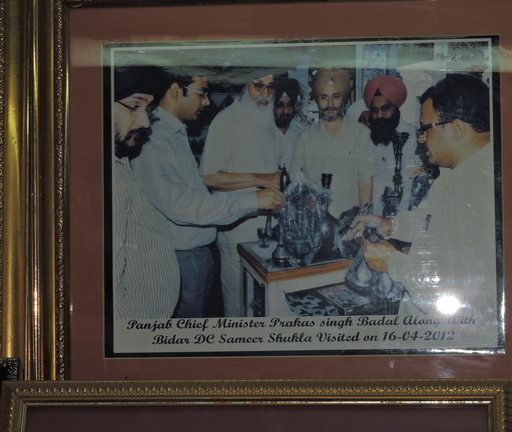 Panjab Chief Minister Prakas singh Badal Along With
Bidar DC Sameer Shukla Visited on 16-04-2012